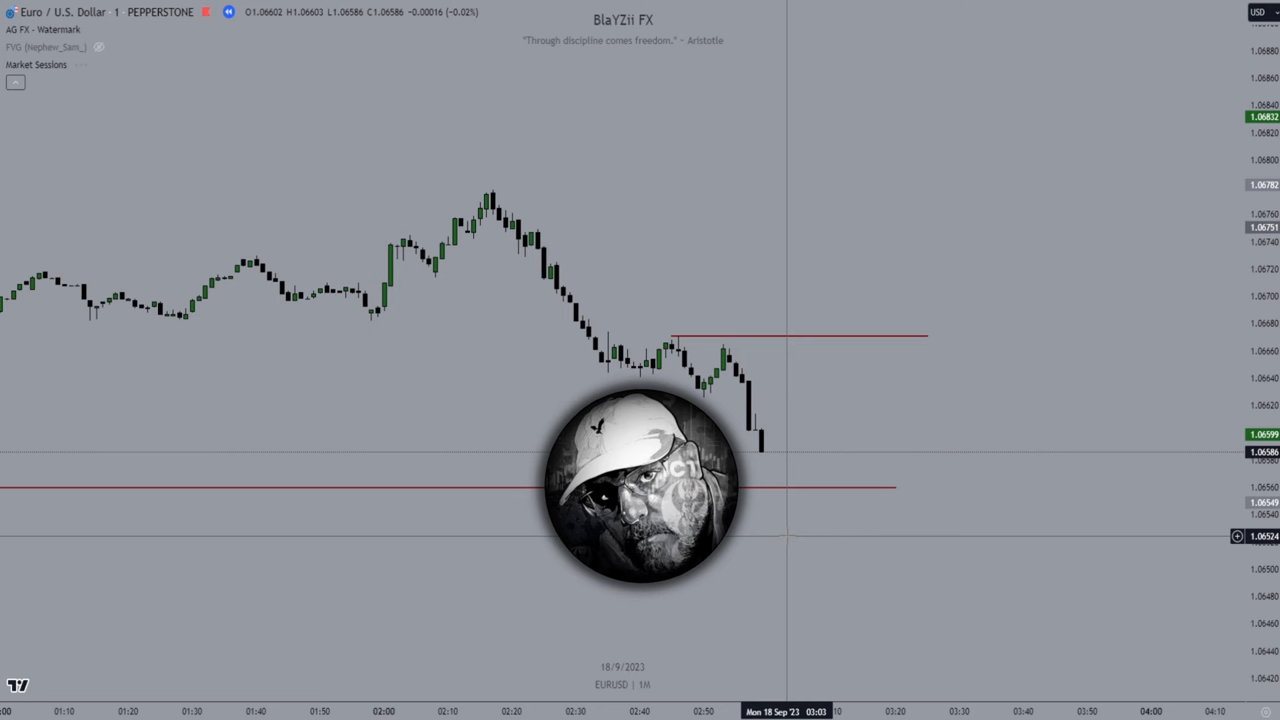 Euro / U.S. Dollar · 1 · PEPPERSTONE O1.06602 H1.06603 L1.06586 C1.06586 -0.00016 (-0.02%)
AG FX - Watermark
FVG (Nephew_Sam_)
Market Sessions
BlaYZii FX
"Through discipline comes freedom." ~ Aristotle
USD
1.06880
1.06860
1.06840
1.06832
1.06820
1.06800
1.06782
1.06760
1.06751
1.06740
1.06720
1.06700
1.06680
1.06660
1.06640
1.06620
1.06599
1.06586
1.06560
1.06549
1.06540
1.06524
1.06500
1.06480
1.06460
1.06440
1.06420
C1
18/9/2023
EURUSD | 1M
:00 01:10 01:20 01:30 01:40 01:50 02:00 02:10 02:20 02:30 02:40 02:50 Mon 18 Sep '23 03:03 03:20 03:30 03:40 03:50 04:00 04:10